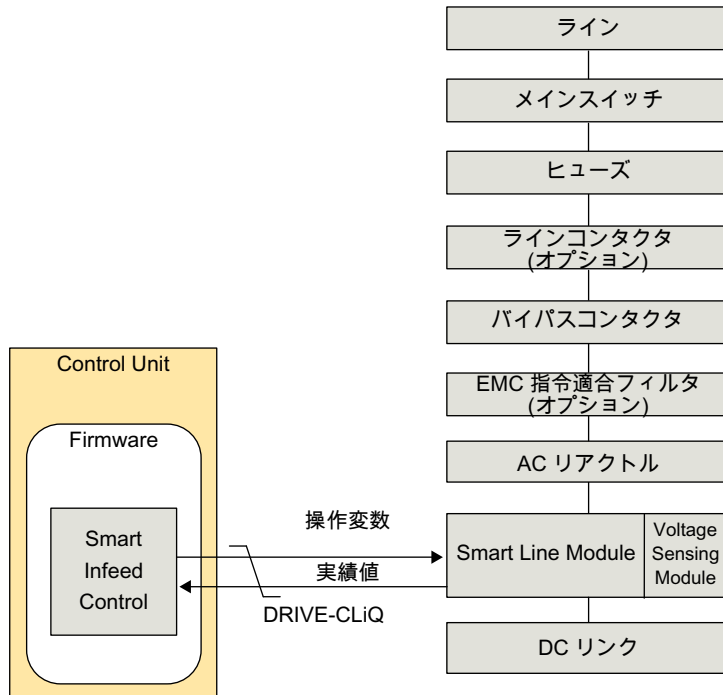 ライン
メインスイッチ
ヒューズ
ラインコンタクタ
(オプション)
バイパスコンタクタ
EMC 指令適合フィルタ
(オプション)
AC リアクトル
Control Unit
Firmware
Smart
Infeed
Control
操作変数
実績値
DRIVE-CLiQ
Smart Line Module
Voltage
Sensing
Module
DC リンク